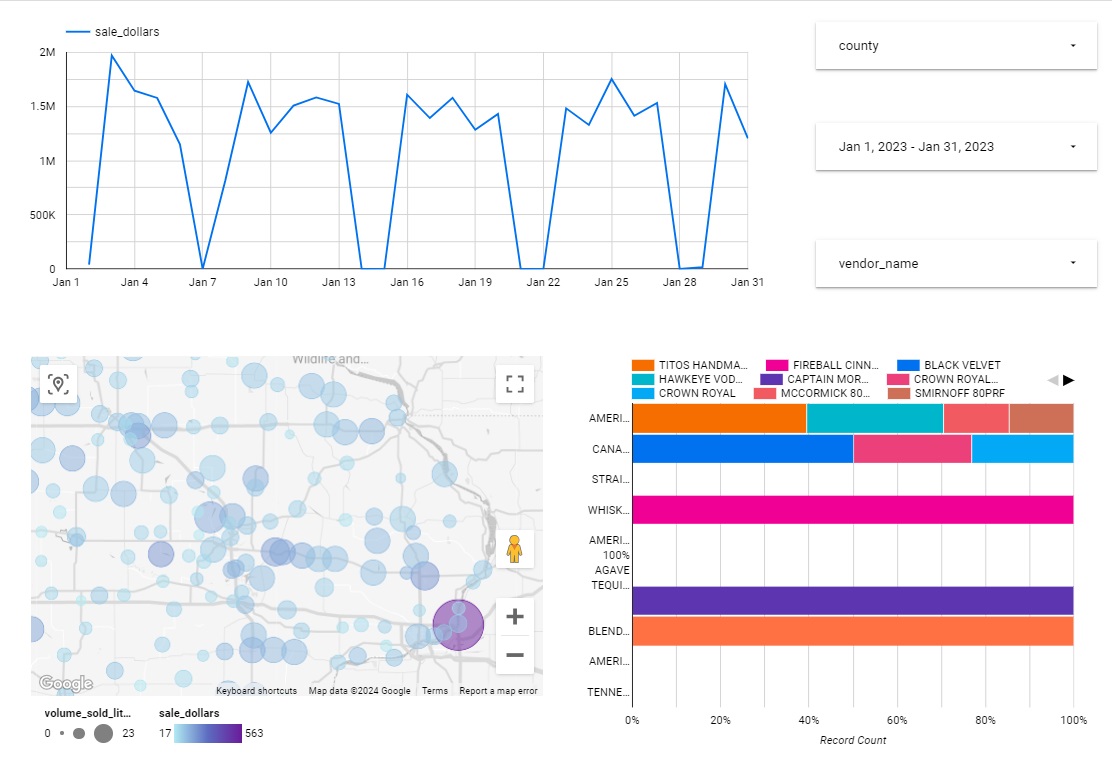 sale_dollars
2M
1.5M
1M
500K
0
Jan 1 Jan 4 Jan 7 Jan 10 Jan 13 Jan 16 Jan 19 Jan 22 Jan 25 Jan 28 Jan 31
county
Jan 1, 2023 - Jan 31, 2023
vendor_name
Wildlife and...
Google
Keyboard shortcuts Map data ©2024 Google Terms Report a map error
volume_sold_lit... sale_dollars
0 23 17 563
TITOS HANDMA... FIREBALL CINN... BLACK VELVET
HAWKEYE VOD... CAPTAIN MOR... CROWN ROYAL...
CROWN ROYAL MCCORMICK 80... SMIRNOFF 80PRF
AMERI...
CANA...
STRAI...
WHISK...
AMERI...
100%
AGAVE
TEQUI...
BLEND...
AMERI...
TENNE...
0% 20% 40% 60% 80% 100%
Record Count